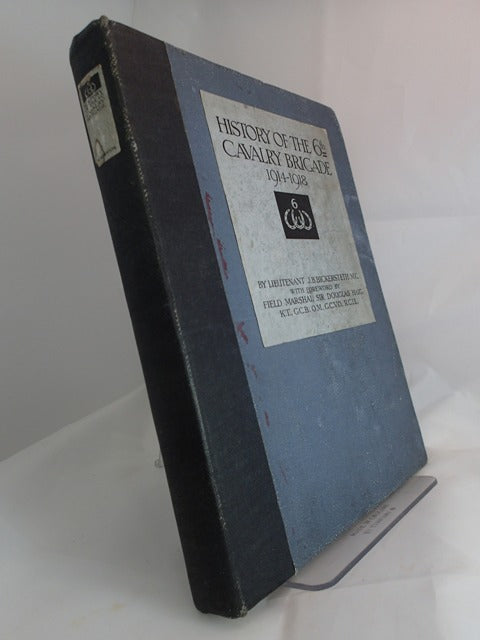 HISTORY OF THE 6th
CAVALRY BRIGADE
1914-1918
6
BY LIEUTENANT J.B. BICKERSTETH, M.C.
WITH FOREWORD BY
FIELD MARSHAL SIR DOUGLAS HAIG
K.T., G.C.B., O.M., G.C.V.O., K.C.I.E.
6